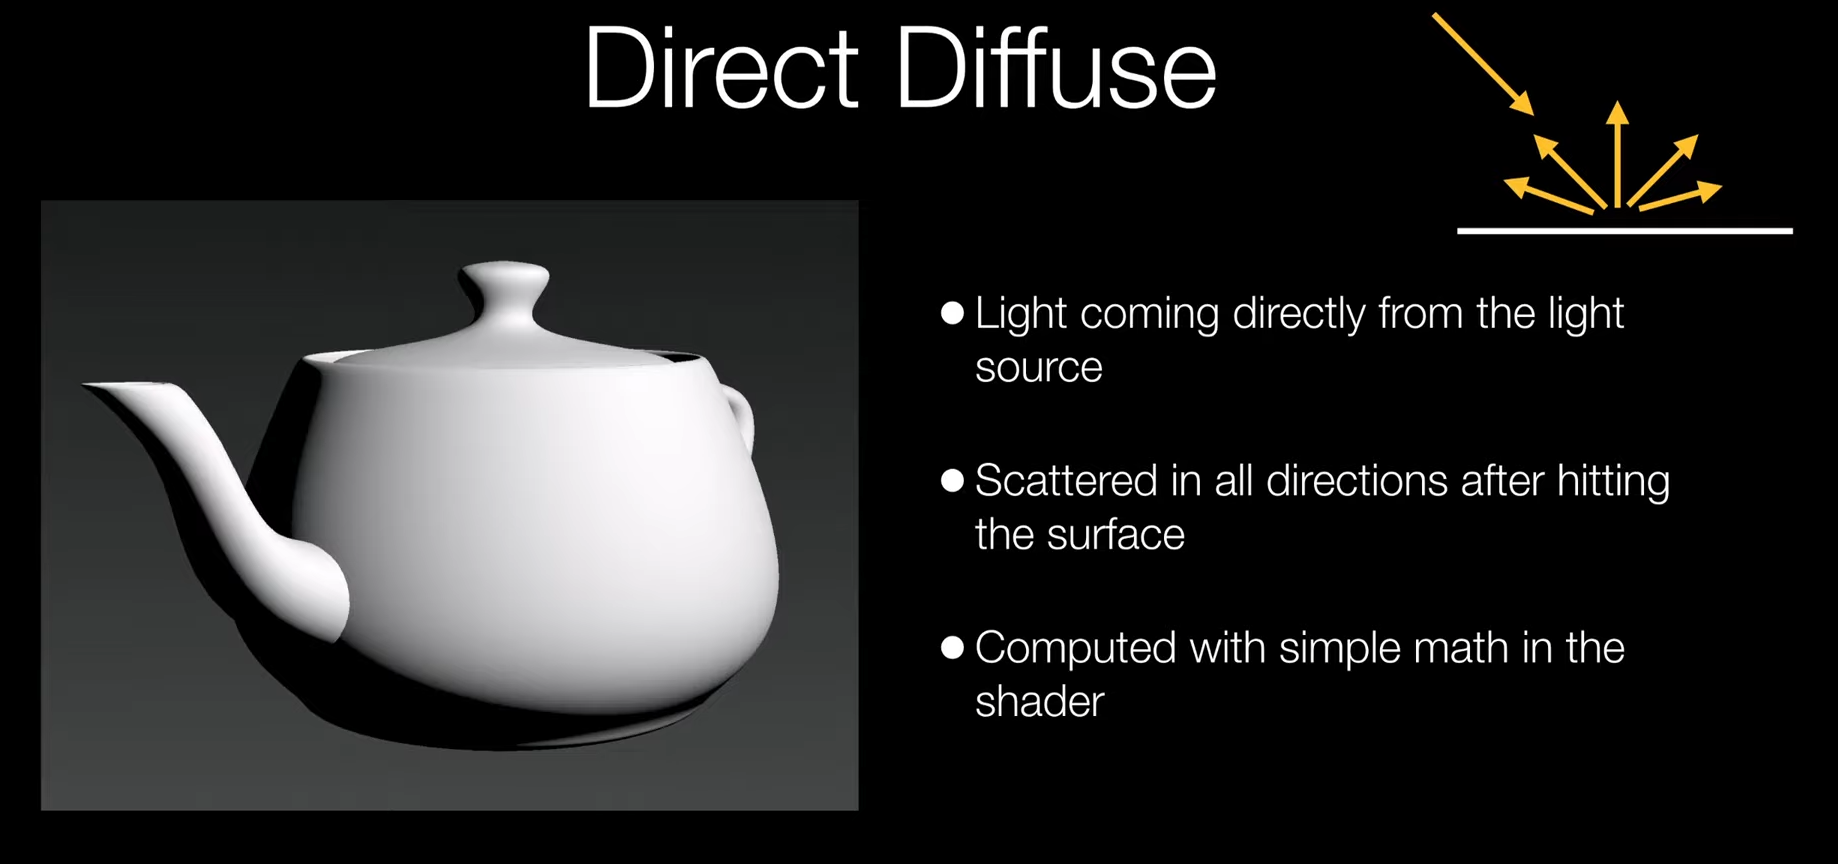 Direct Diffuse
● Light coming directly from the light
source
● Scattered in all directions after hitting
the surface
● Computed with simple math in the
shader